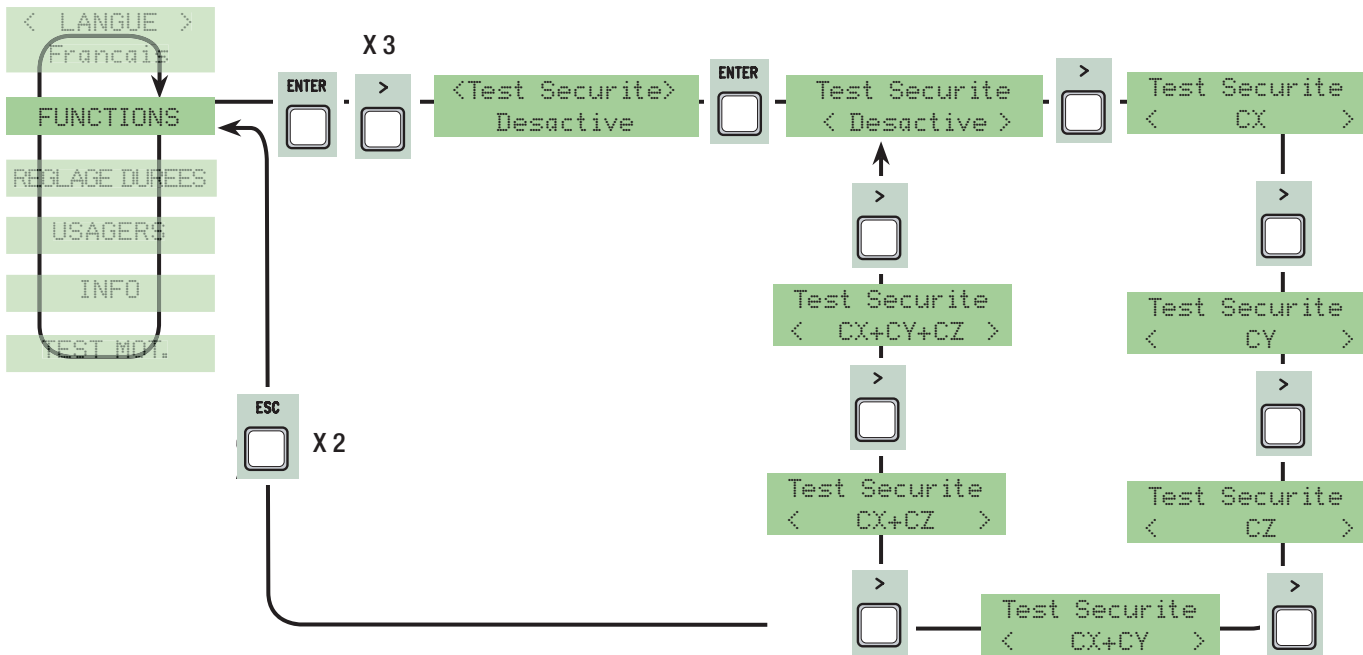 < LANGUE >
Francais
FUNCTIONS
REGLAGE DUREES
USAGERS
INFO
TEST MOT.
ENTER
X 3
>
<Test Securite>
Desactive
ENTER
Test Securite
< Desactive >
>
Test Securite
< CX >
>
Test Securite
< CY >
>
Test Securite
< CZ >
>
Test Securite
< CX+CY >
>
Test Securite
< CX+CZ >
>
Test Securite
< CX+CY+CZ >
>
ESC
X 2